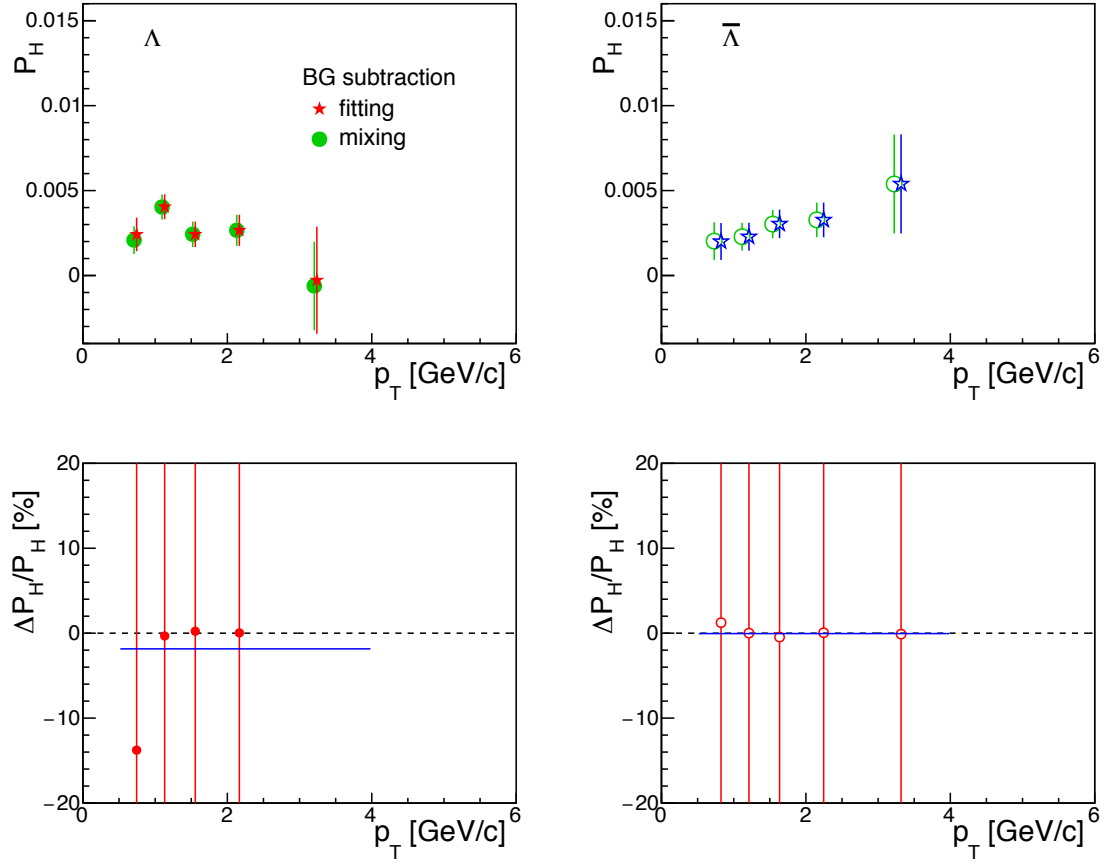 0.015
0.01
0.005
0
P_H
Λ
BG subtraction
fitting
mixing
0 2 4 6
p_T [GeV/c]
0.015
0.01
0.005
0
P_H
Λ̅
0 2 4 6
p_T [GeV/c]
20
10
0
−10
−20
ΔP_H/P_H [%]
0 2 4 6
p_T [GeV/c]
20
10
0
−10
−20
ΔP_H/P_H [%]
0 2 4 6
p_T [GeV/c]